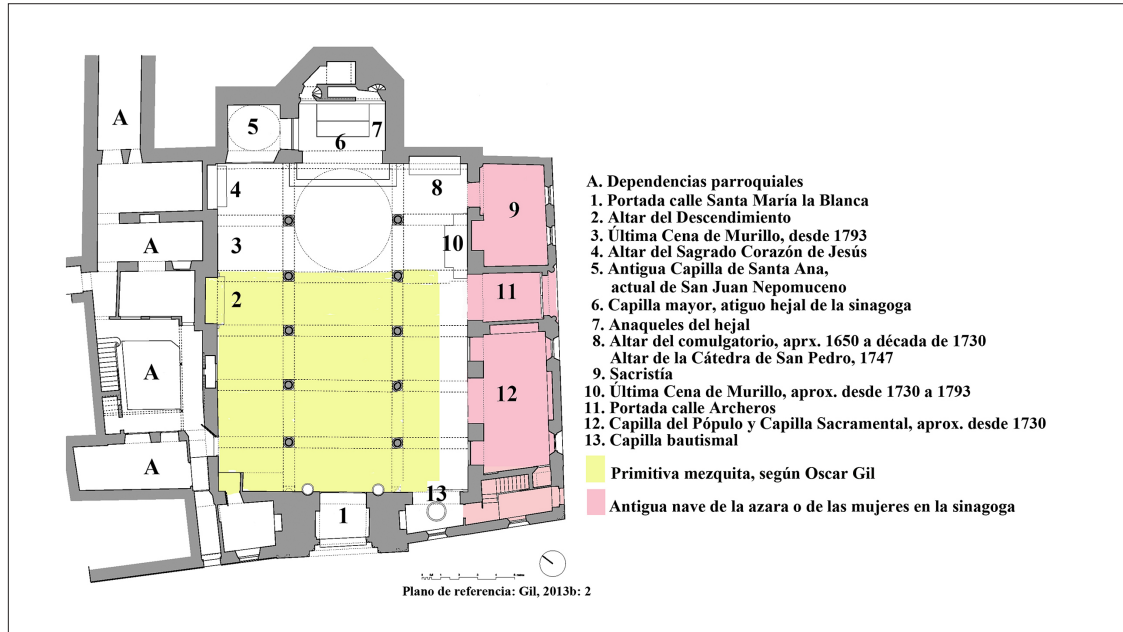 A
5
7
6
4
8
9
3
10
A
2
11
A
12
A
13
1
A. Dependencias parroquiales
1. Portada calle Santa María la Blanca
2. Altar del Descendimiento
3. Última Cena de Murillo, desde 1793
4. Altar del Sagrado Corazón de Jesús
5. Antigua Capilla de Santa Ana,
actual de San Juan Nepomuceno
6. Capilla mayor, atiguo hejal de la sinagoga
7. Anaqueles del hejal
8. Altar del comulgatorio, aprx. 1650 a década de 1730
Altar de la Cátedra de San Pedro, 1747
9. Sacristía
10. Última Cena de Murillo, aprox. desde 1730 a 1793
11. Portada calle Archeros
12. Capilla del Pópulo y Capilla Sacramental, aprox. desde 1730
13. Capilla bautismal
Primitiva mezquita, según Oscar Gil
Antigua nave de la azara o de las mujeres en la sinagoga
Plano de referencia: Gil, 2013b: 2